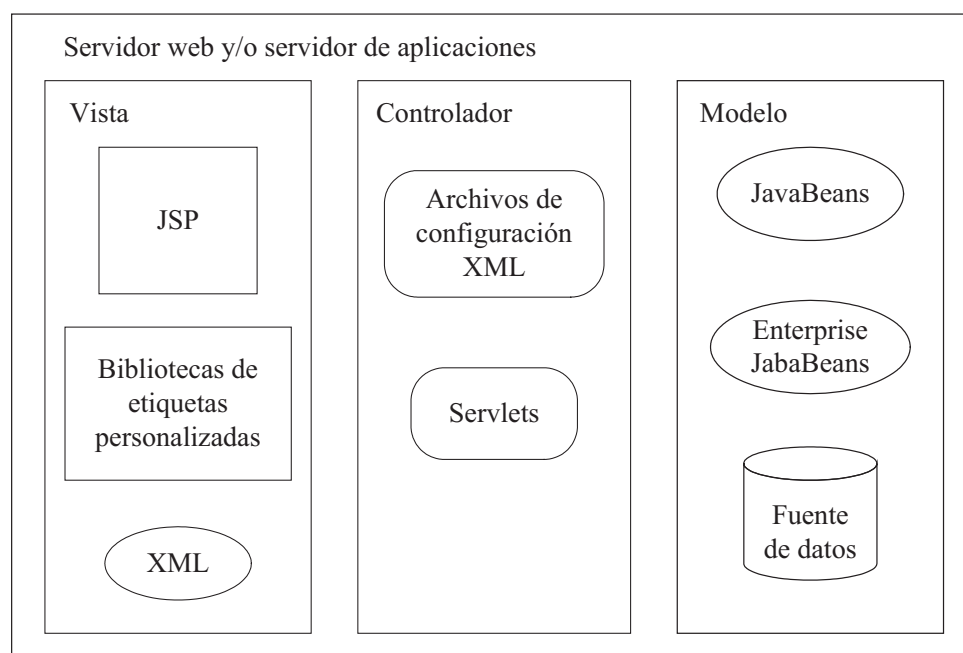 Servidor web y/o servidor de aplicaciones
Vista
JSP
Bibliotecas de
etiquetas
personalizadas
XML
Controlador
Archivos de
configuración
XML
Servlets
Modelo
JavaBeans
Enterprise
JabaBeans
Fuente
de datos